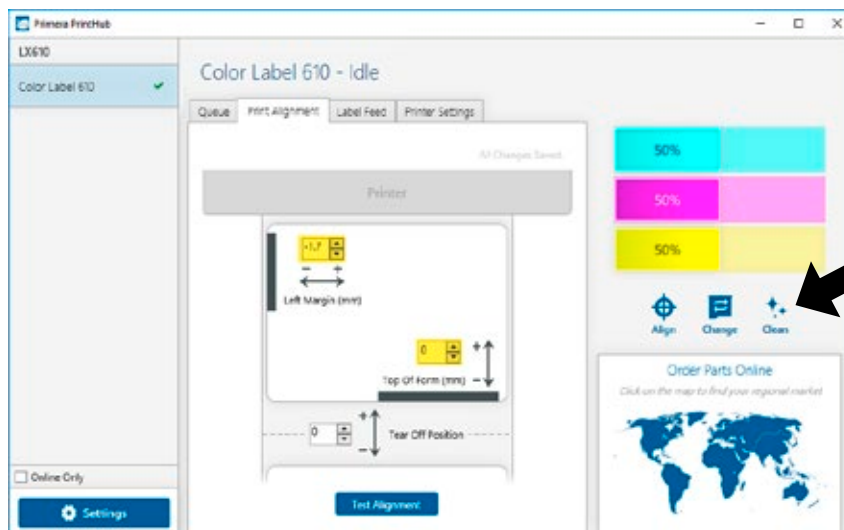 Primera PrintHub
LX610
Color Label 610
Color Label 610 - Idle
Queue Print Alignment Label Feed Printer Settings
All Changes Saved.
Printer
- +
Left Margin (mm)
0 +
Top Of Form (mm) -
0 + Tear Off Position
-
Test Alignment
Online Only
Settings
50%
50%
50%
Align Change Clean
Order Parts Online
Click on the map to find your regional market